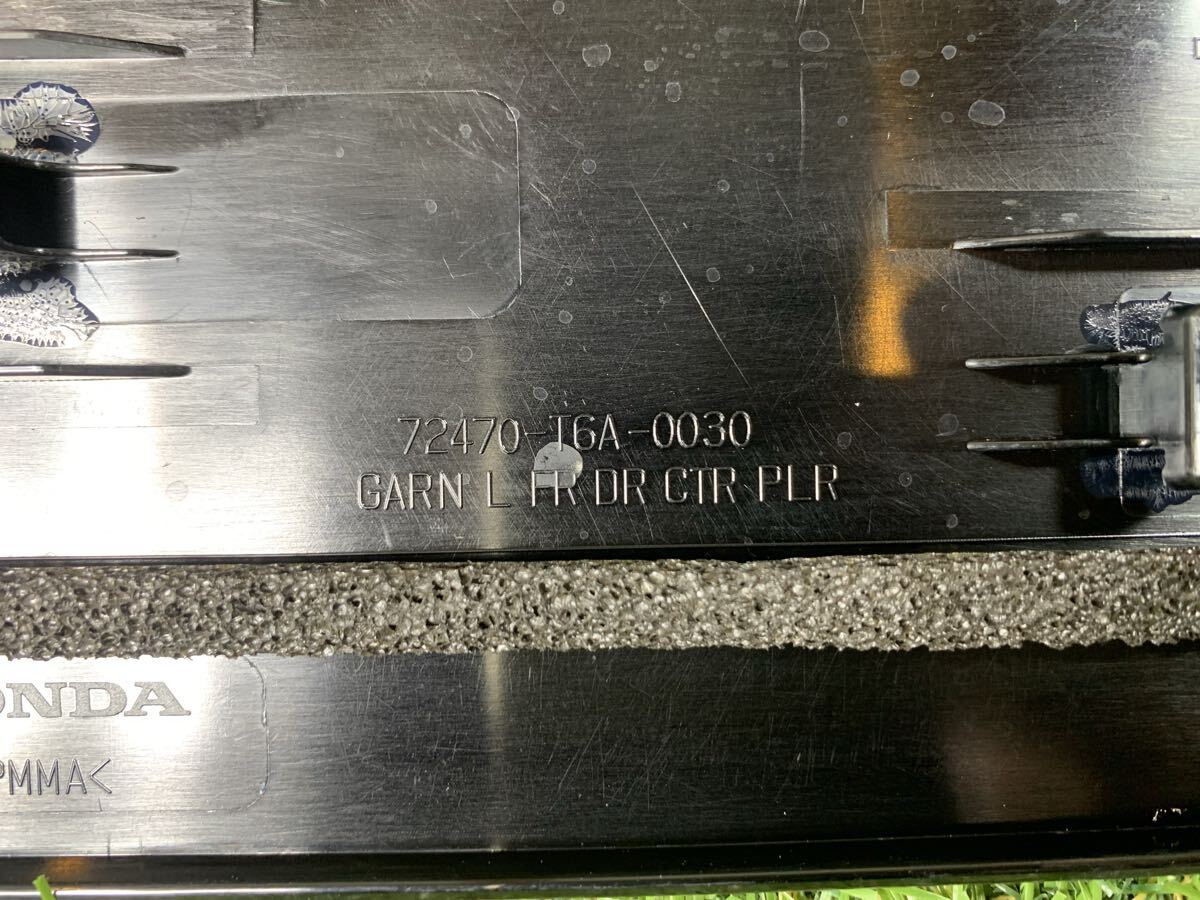 72470-T6A-0030
GARN L FR DR CTR PLR
ONDA
PMMA<